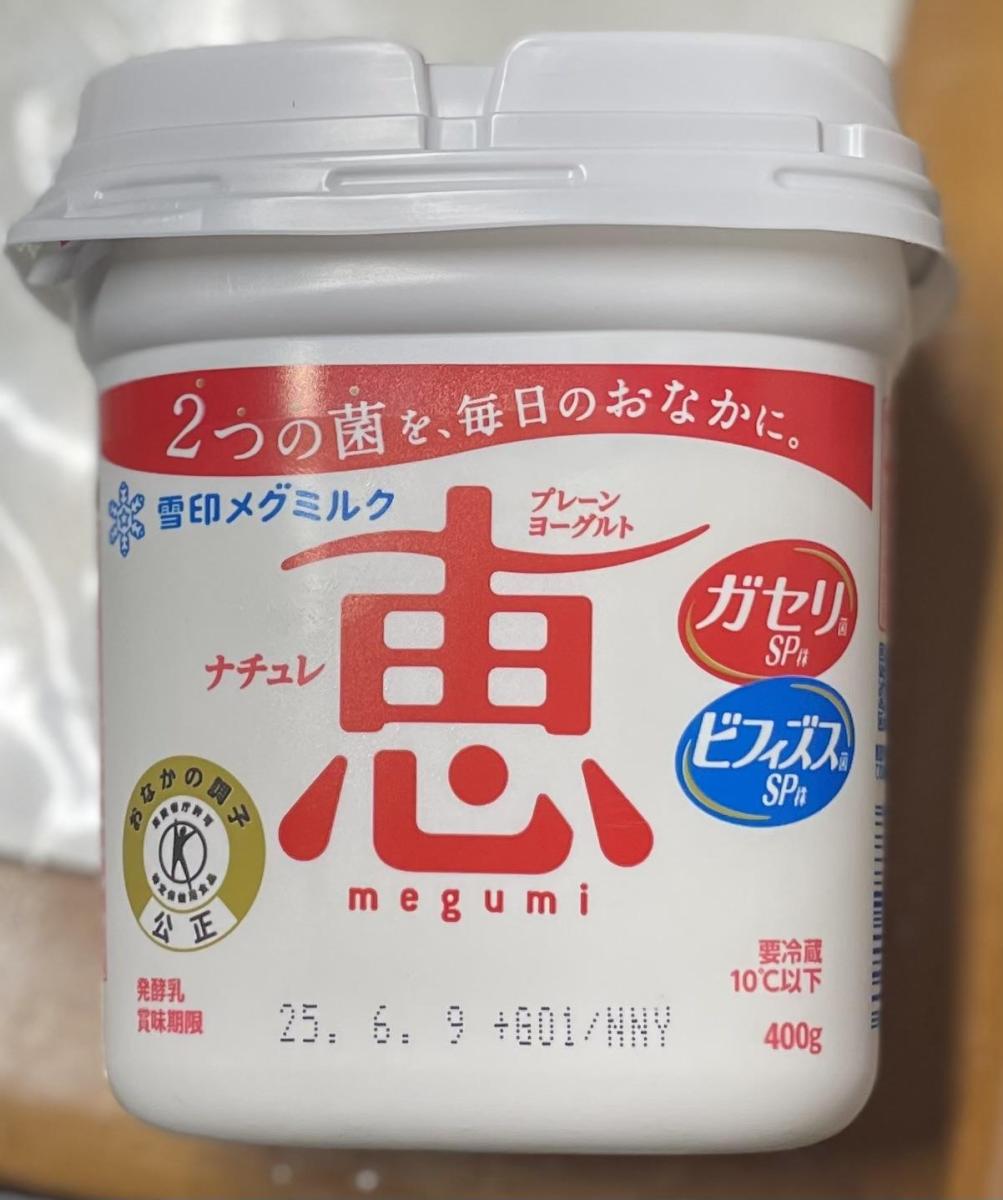 2つの菌を、毎日のおなかに。
雪印メグミルク
プレーン
ヨーグルト
ナチュレ
恵
megumi
ガセリ菌
SP株
ビフィズス菌
SP株
おなかの調子
消費者庁許可
特定保健用食品
公正
発酵乳
賞味期限
25. 6. 9 +G01/NNY
要冷蔵
10℃以下
400g